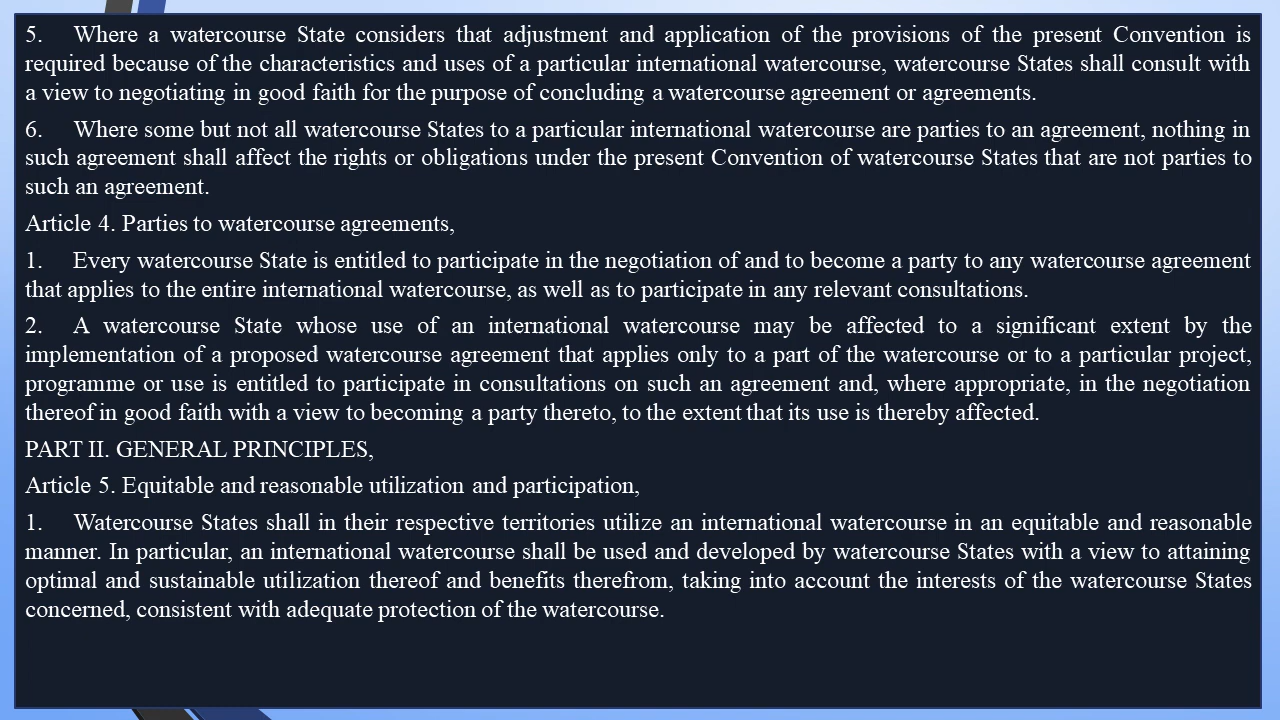 5. Where a watercourse State considers that adjustment and application of the provisions of the present Convention is
required because of the characteristics and uses of a particular international watercourse, watercourse States shall consult with
a view to negotiating in good faith for the purpose of concluding a watercourse agreement or agreements.
6. Where some but not all watercourse States to a particular international watercourse are parties to an agreement, nothing in
such agreement shall affect the rights or obligations under the present Convention of watercourse States that are not parties to
such an agreement.
Article 4. Parties to watercourse agreements,
1. Every watercourse State is entitled to participate in the negotiation of and to become a party to any watercourse agreement
that applies to the entire international watercourse, as well as to participate in any relevant consultations.
2. A watercourse State whose use of an international watercourse may be affected to a significant extent by the
implementation of a proposed watercourse agreement that applies only to a part of the watercourse or to a particular project,
programme or use is entitled to participate in consultations on such an agreement and, where appropriate, in the negotiation
thereof in good faith with a view to becoming a party thereto, to the extent that its use is thereby affected.
PART II. GENERAL PRINCIPLES,
Article 5. Equitable and reasonable utilization and participation,
1. Watercourse States shall in their respective territories utilize an international watercourse in an equitable and reasonable
manner. In particular, an international watercourse shall be used and developed by watercourse States with a view to attaining
optimal and sustainable utilization thereof and benefits therefrom, taking into account the interests of the watercourse States
concerned, consistent with adequate protection of the watercourse.